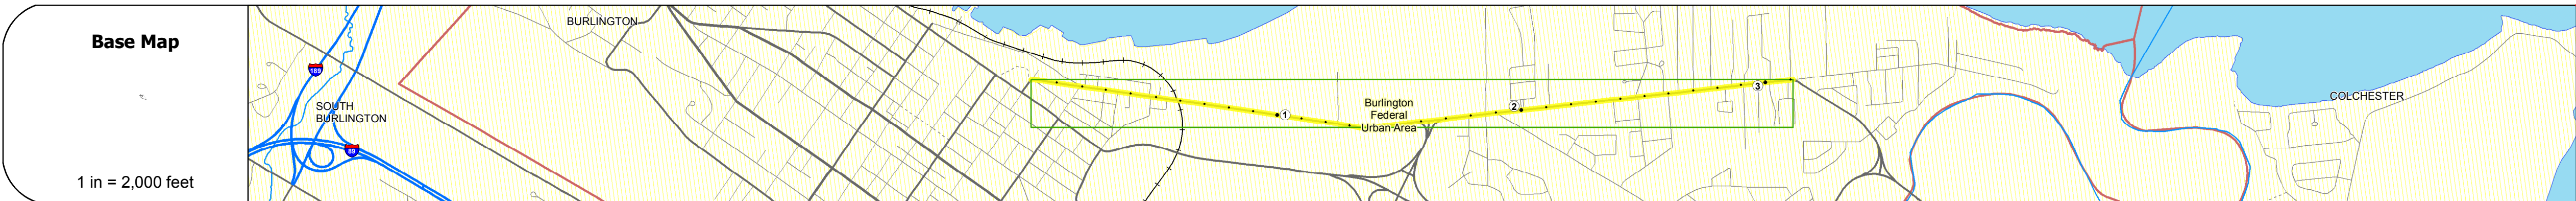 Base Map
1 in = 2,000 feet
189
SOUTH
BURLINGTON
89
BURLINGTON
1
Burlington
Federal
Urban Area
2
3
COLCHESTER